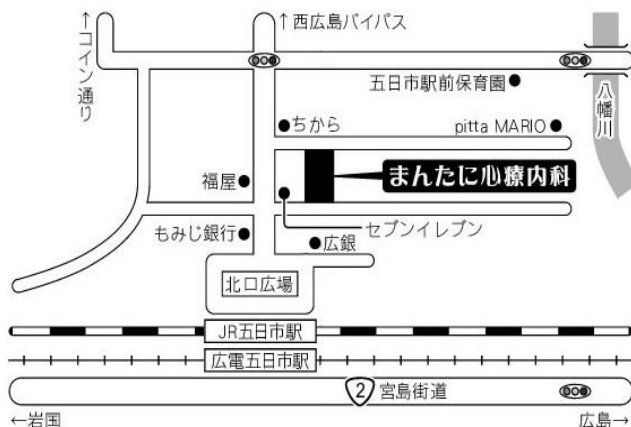 ↑コイン通り
↑西広島バイパス
五日市駅前保育園
八幡川
ちから
pitta MARIO
まんたに心療内科
福屋
セブンイレブン
もみじ銀行
広銀
北口広場
JR五日市駅
広電五日市駅
2 宮島街道
←岩国
広島→